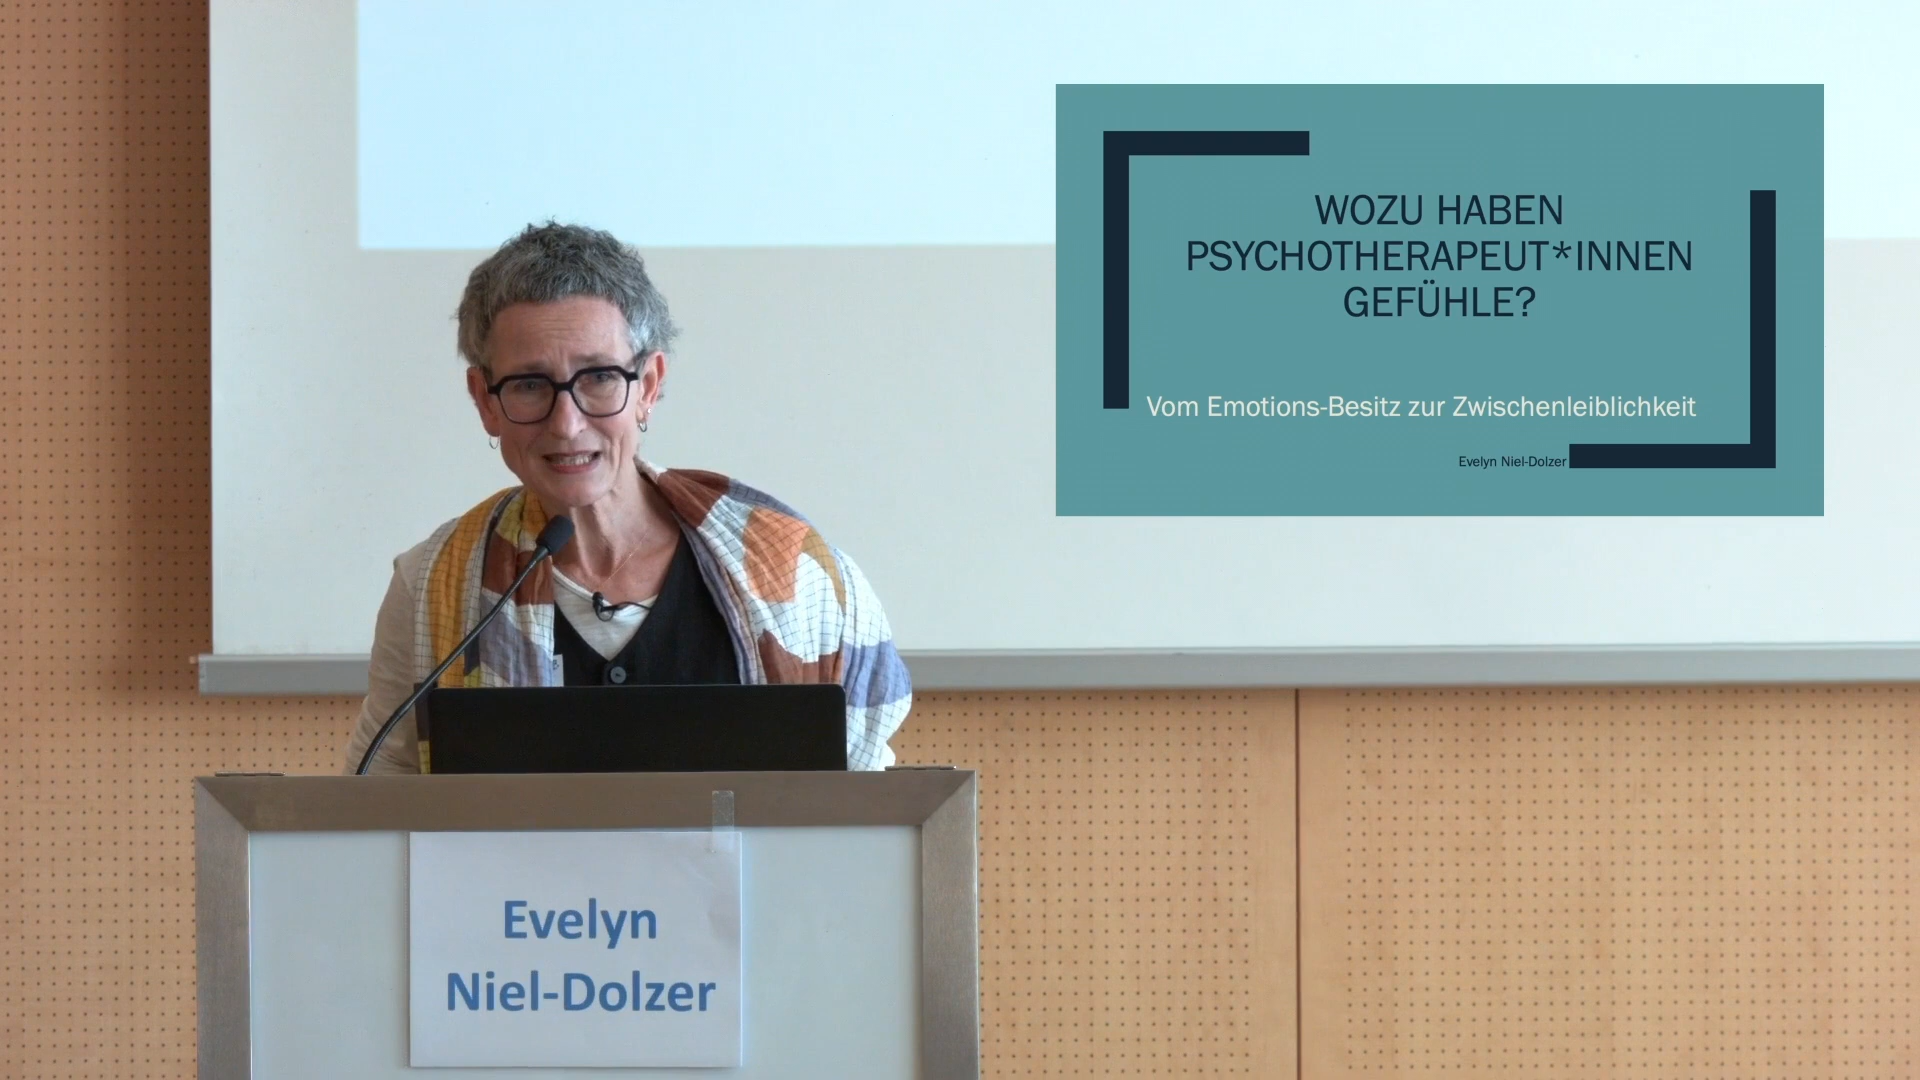 WOZU HABEN
PSYCHOTHERAPEUT*INNEN
GEFÜHLE?
Vom Emotions-Besitz zur Zwischenleiblichkeit
Evelyn Niel-Dolzer
Evelyn
Niel-Dolzer